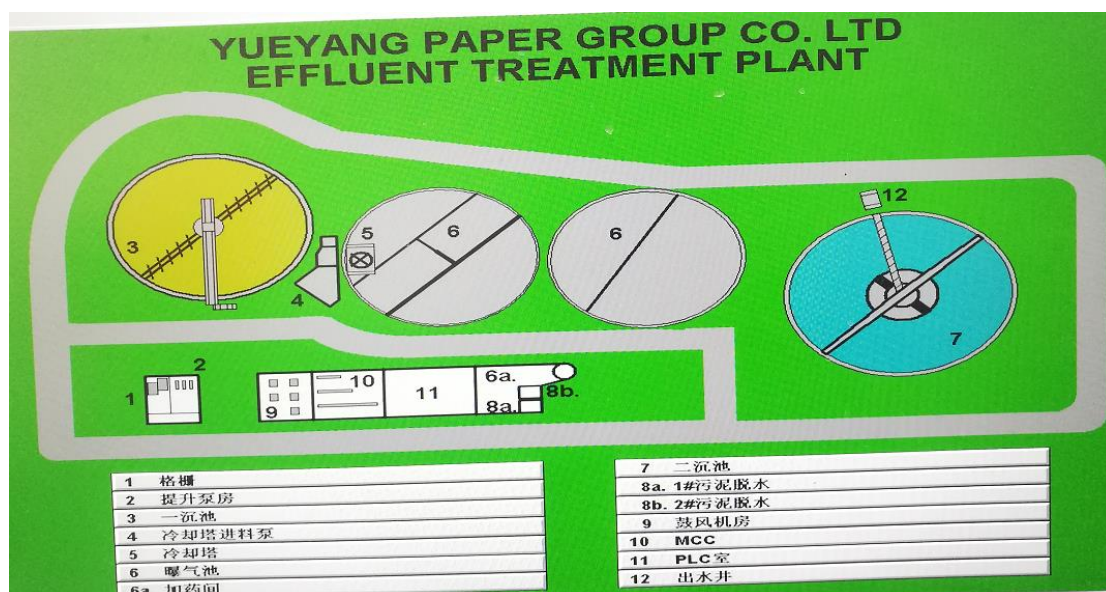 YUEYANG PAPER GROUP CO. LTD
EFFLUENT TREATMENT PLANT
12
5
6
6
3
4
7
2
1
10
9
11
6a.
8b.
8a.
1 格栅
2 提升泵房
3 一沉池
4 冷却塔进料泵
5 冷却塔
6 曝气池
6a 加药间
7 二沉池
8a. 1#污泥脱水
8b. 2#污泥脱水
9 鼓风机房
10 MCC
11 PLC室
12 出水井